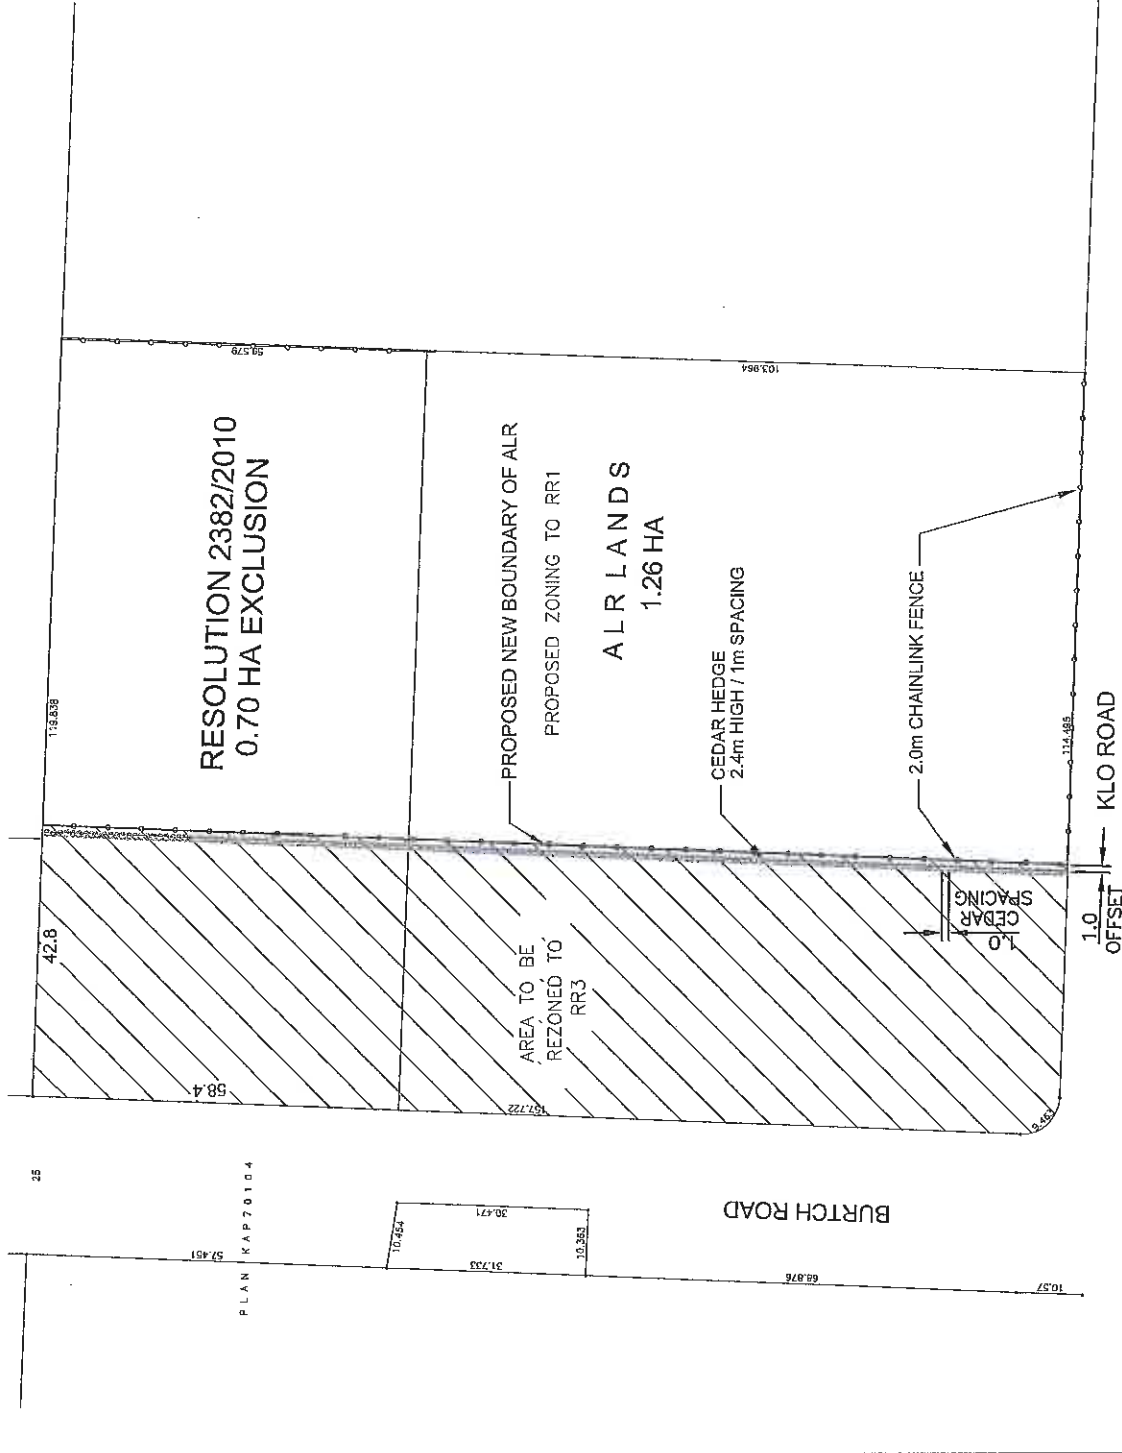 119.838
RESOLUTION 2382/2010
0.70 HA EXCLUSION
59.579
PROPOSED NEW BOUNDARY OF ALR
PROPOSED ZONING TO RR1
ALR LANDS
1.26 HA
103.964
CEDAR HEDGE
2.4m HIGH / 1m SPACING
2.0m CHAINLINK FENCE
114.495
KLO ROAD
42.8
58.4
AREA TO BE
REZONED TO
RR3
157.722
1.0
CEDAR
SPACING
1.0
OFFSET
9.463
25
PLAN KAP70104
57.451
10.454
30.471
31.733
10.363
BURTCH ROAD
68.876
10.57